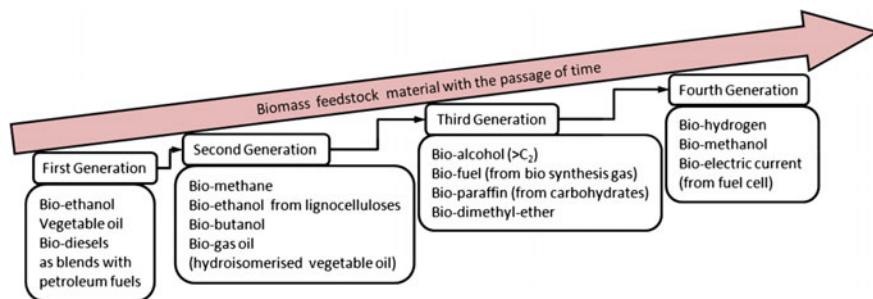 Biomass feedstock material with the passage of time
First Generation
Bio-ethanol
Vegetable oil
Bio-diesels
as blends with
petroleum fuels
Second Generation
Bio-methane
Bio-ethanol from lignocelluloses
Bio-butanol
Bio-gas oil
(hydroisomerised vegetable oil)
Third Generation
Bio-alcohol (>C₂)
Bio-fuel (from bio synthesis gas)
Bio-paraffin (from carbohydrates)
Bio-dimethyl-ether
Fourth Generation
Bio-hydrogen
Bio-methanol
Bio-electric current
(from fuel cell)